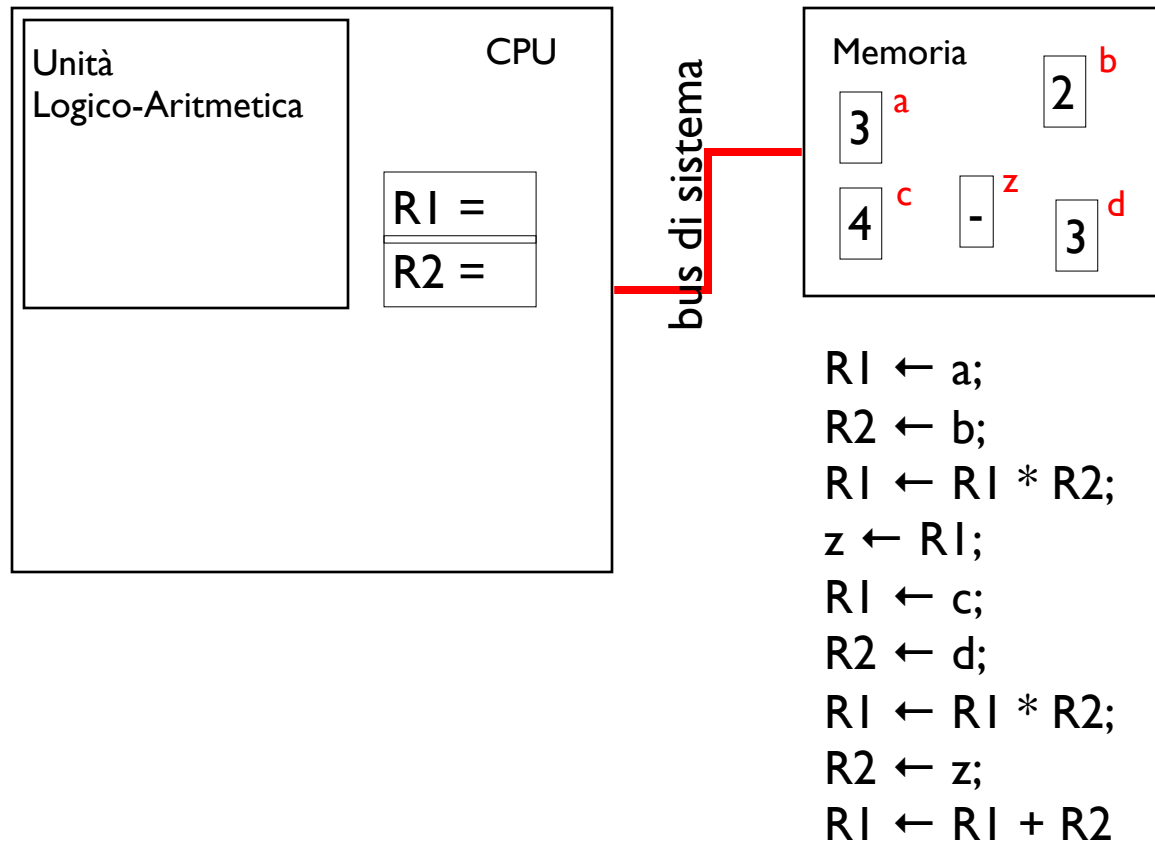 Unità
Logico-Aritmetica
CPU
R1 =
R2 =
bus di sistema
Memoria
3 a
2 b
4 c
- z
3 d
R1 ← a;
R2 ← b;
R1 ← R1 * R2;
z ← R1;
R1 ← c;
R2 ← d;
R1 ← R1 * R2;
R2 ← z;
R1 ← R1 + R2